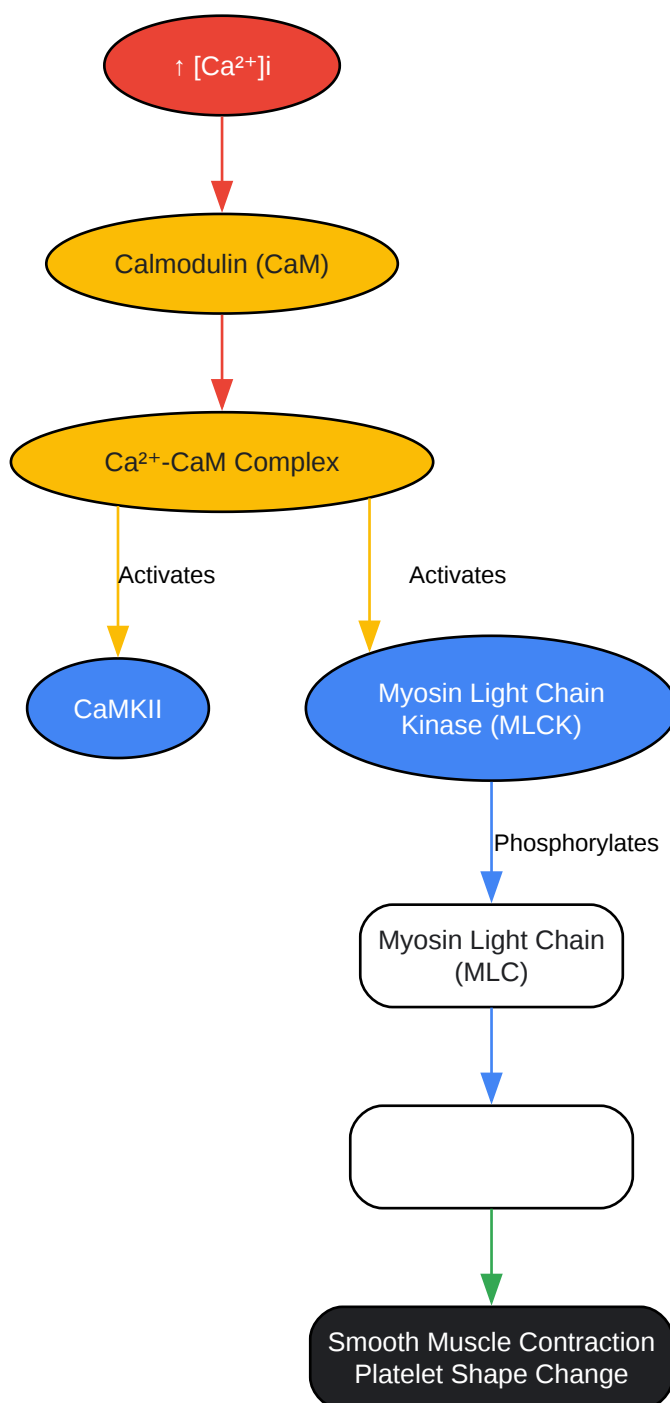 ↑ [Ca²⁺]i
Calmodulin (CaM)
Ca²⁺-CaM Complex
Activates
Activates
CaMKII
Myosin Light Chain
Kinase (MLCK)
Phosphorylates
Myosin Light Chain
(MLC)
Smooth Muscle Contraction
Platelet Shape Change